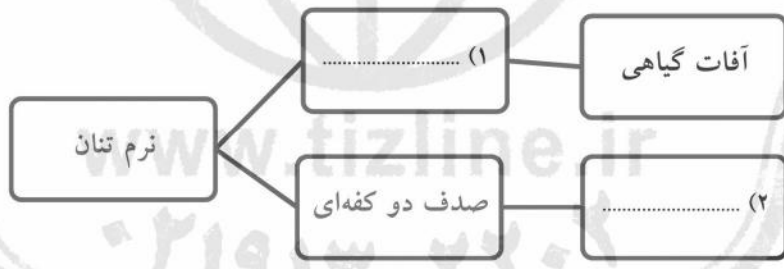 آفات گیاهی
۱) ..........................
نرم تنان
صدف دو کفه‌ای
۲) ..........................
www.tizline.ir